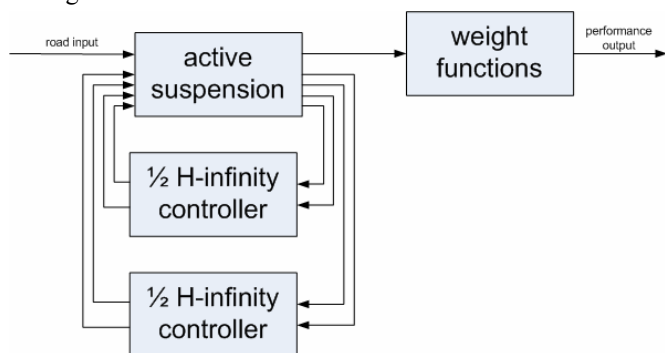 road input
active
suspension
weight
functions
performance
output
½ H-infinity
controller
½ H-infinity
controller